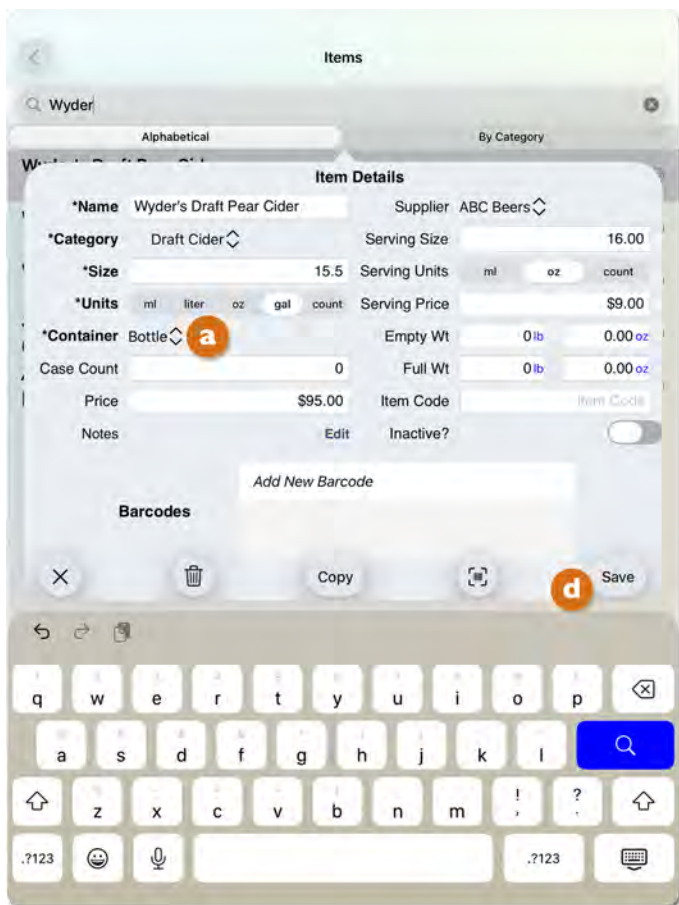 Items
Wyder
Alphabetical By Category
Item Details
*Name Wyder's Draft Pear Cider Supplier ABC Beers
*Category Draft Cider Serving Size 16.00
*Size 15.5 Serving Units ml oz count
*Units ml liter oz gal count Serving Price $9.00
*Container Bottle a Empty Wt 0 lb 0.00 oz
Case Count 0 Full Wt 0 lb 0.00 oz
Price $95.00 Item Code Item Code
Notes Edit Inactive?
Add New Barcode
Barcodes
Copy d Save
q w e r t y u i o p
a s d f g h j k l
z x c v b n m ! , ? .
.?123 .?123